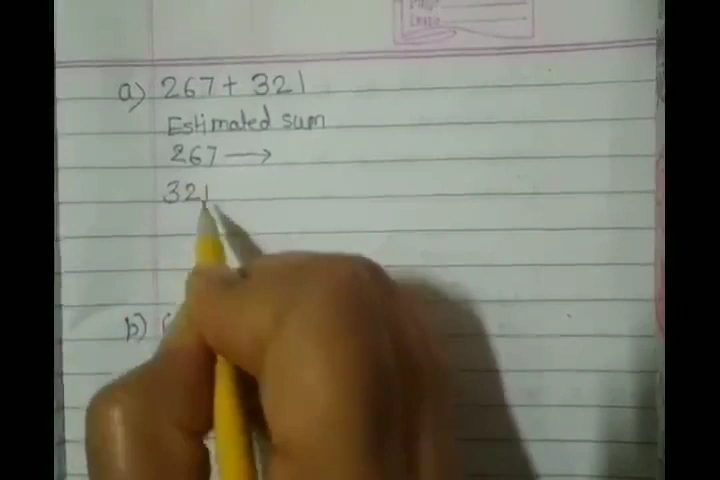 a) 267 + 321
Estimated sum
267 →
321
b)